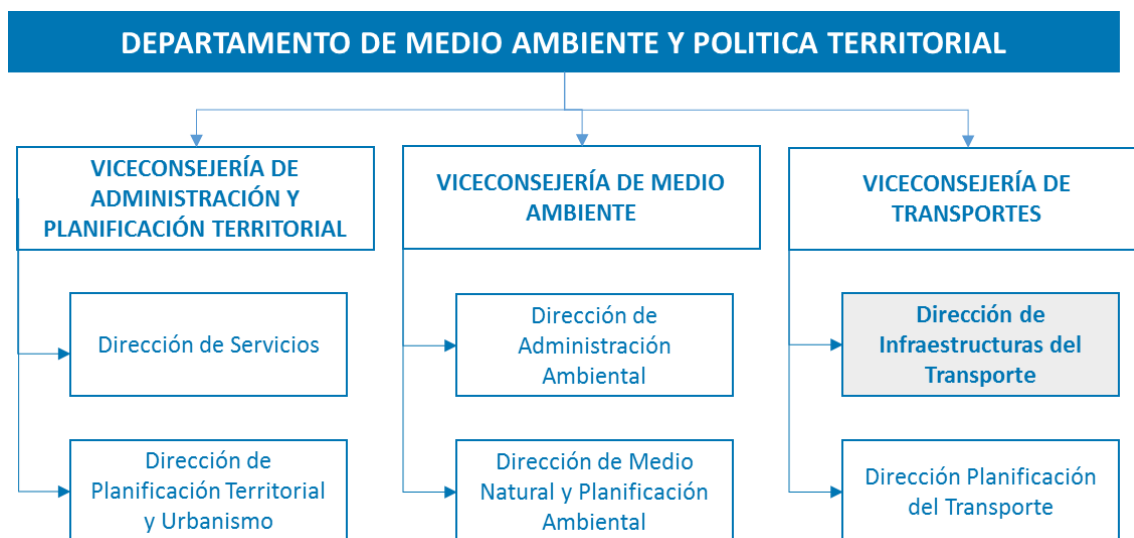 DEPARTAMENTO DE MEDIO AMBIENTE Y POLITICA TERRITORIAL
VICECONSEJERÍA DE
ADMINISTRACIÓN Y
PLANIFICACIÓN TERRITORIAL
VICECONSEJERÍA DE MEDIO
AMBIENTE
VICECONSEJERÍA DE
TRANSPORTES
Dirección de Servicios
Dirección de
Administración
Ambiental
Dirección de
Infraestructuras del
Transporte
Dirección de
Planificación Territorial
y Urbanismo
Dirección de Medio
Natural y Planificación
Ambiental
Dirección Planificación
del Transporte